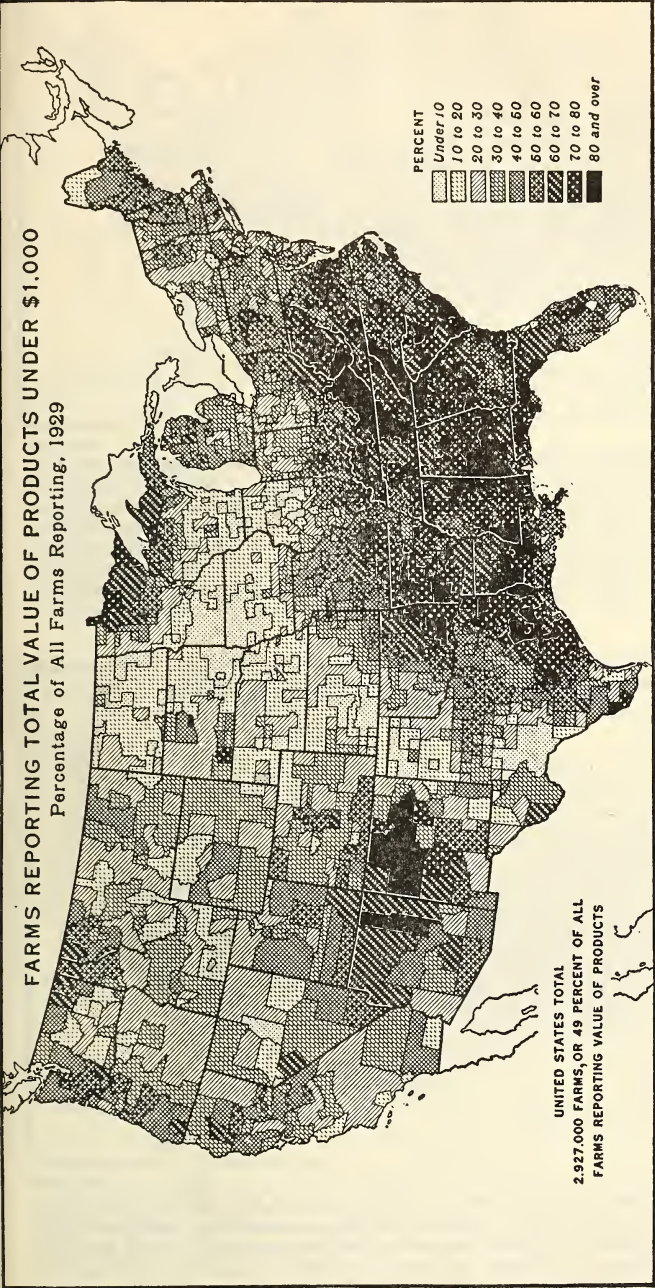 FARMS REPORTING TOTAL VALUE OF PRODUCTS UNDER $1.000
Percentage of All Farms Reporting, 1929
PERCENT
Under 10
10 to 20
20 to 30
30 to 40
40 to 50
50 to 60
60 to 70
70 to 80
80 and over
UNITED STATES TOTAL
2.927.000 FARMS, OR 49 PERCENT OF ALL
FARMS REPORTING VALUE OF PRODUCTS